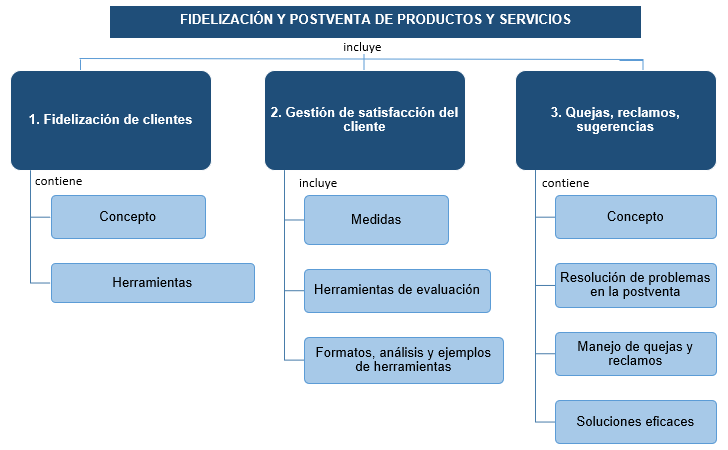 FIDELIZACIÓN Y POSTVENTA DE PRODUCTOS Y SERVICIOS
incluye
1. Fidelización de clientes
contiene
Concepto
Herramientas
2. Gestión de satisfacción del
cliente
incluye
Medidas
Herramientas de evaluación
Formatos, análisis y ejemplos
de herramientas
3. Quejas, reclamos,
sugerencias
contiene
Concepto
Resolución de problemas
en la postventa
Manejo de quejas y
reclamos
Soluciones eficaces